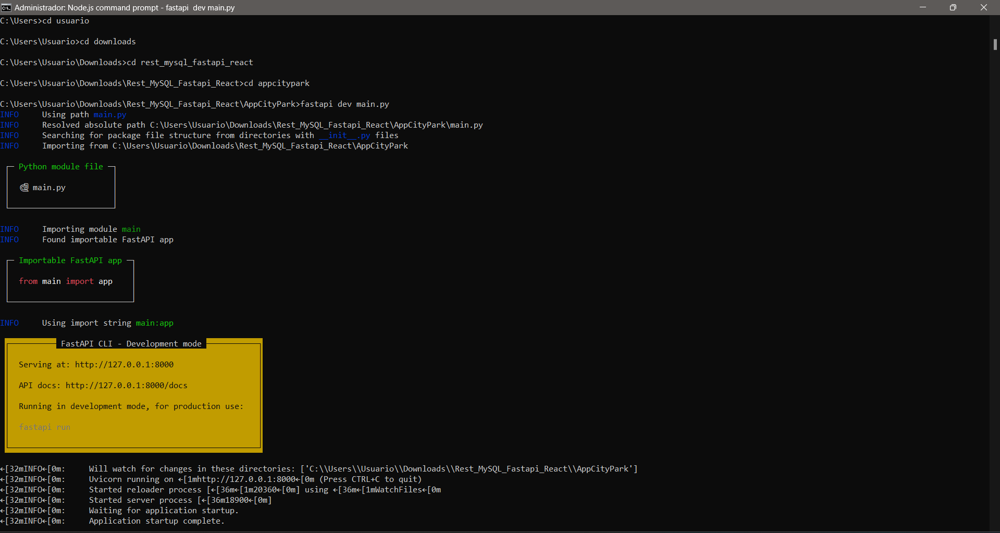 Administrador: Node.js command prompt - fastapi  dev main.py
C:\Users>cd usuario
C:\Users\Usuario>cd downloads
C:\Users\Usuario\Downloads>cd rest_mysql_fastapi_react
C:\Users\Usuario\Downloads\Rest_MySQL_Fastapi_React>cd appcitypark
C:\Users\Usuario\Downloads\Rest_MySQL_Fastapi_React\AppCityPark>fastapi dev main.py
INFO     Using path main.py
INFO     Resolved absolute path C:\Users\Usuario\Downloads\Rest_MySQL_Fastapi_React\AppCityPark\main.py
INFO     Searching for package file structure from directories with __init__.py files
INFO     Importing from C:\Users\Usuario\Downloads\Rest_MySQL_Fastapi_React\AppCityPark
Python module file
main.py
INFO     Importing module main
INFO     Found importable FastAPI app
Importable FastAPI app
from main import app
INFO     Using import string main:app
FastAPI CLI - Development mode
Serving at: http://127.0.0.1:8000
API docs: http://127.0.0.1:8000/docs
Running in development mode, for production use:
fastapi run
←[32mINFO←[0m:     Will watch for changes in these directories: ['C:\\Users\\Usuario\\Downloads\\Rest_MySQL_Fastapi_React\\AppCityPark']
←[32mINFO←[0m:     Uvicorn running on ←[1mhttp://127.0.0.1:8000←[0m (Press CTRL+C to quit)
←[32mINFO←[0m:     Started reloader process [←[36m←[1m20360←[0m] using ←[36m←[1mWatchFiles←[0m
←[32mINFO←[0m:     Started server process [←[36m18900←[0m]
←[32mINFO←[0m:     Waiting for application startup.
←[32mINFO←[0m:     Application startup complete.